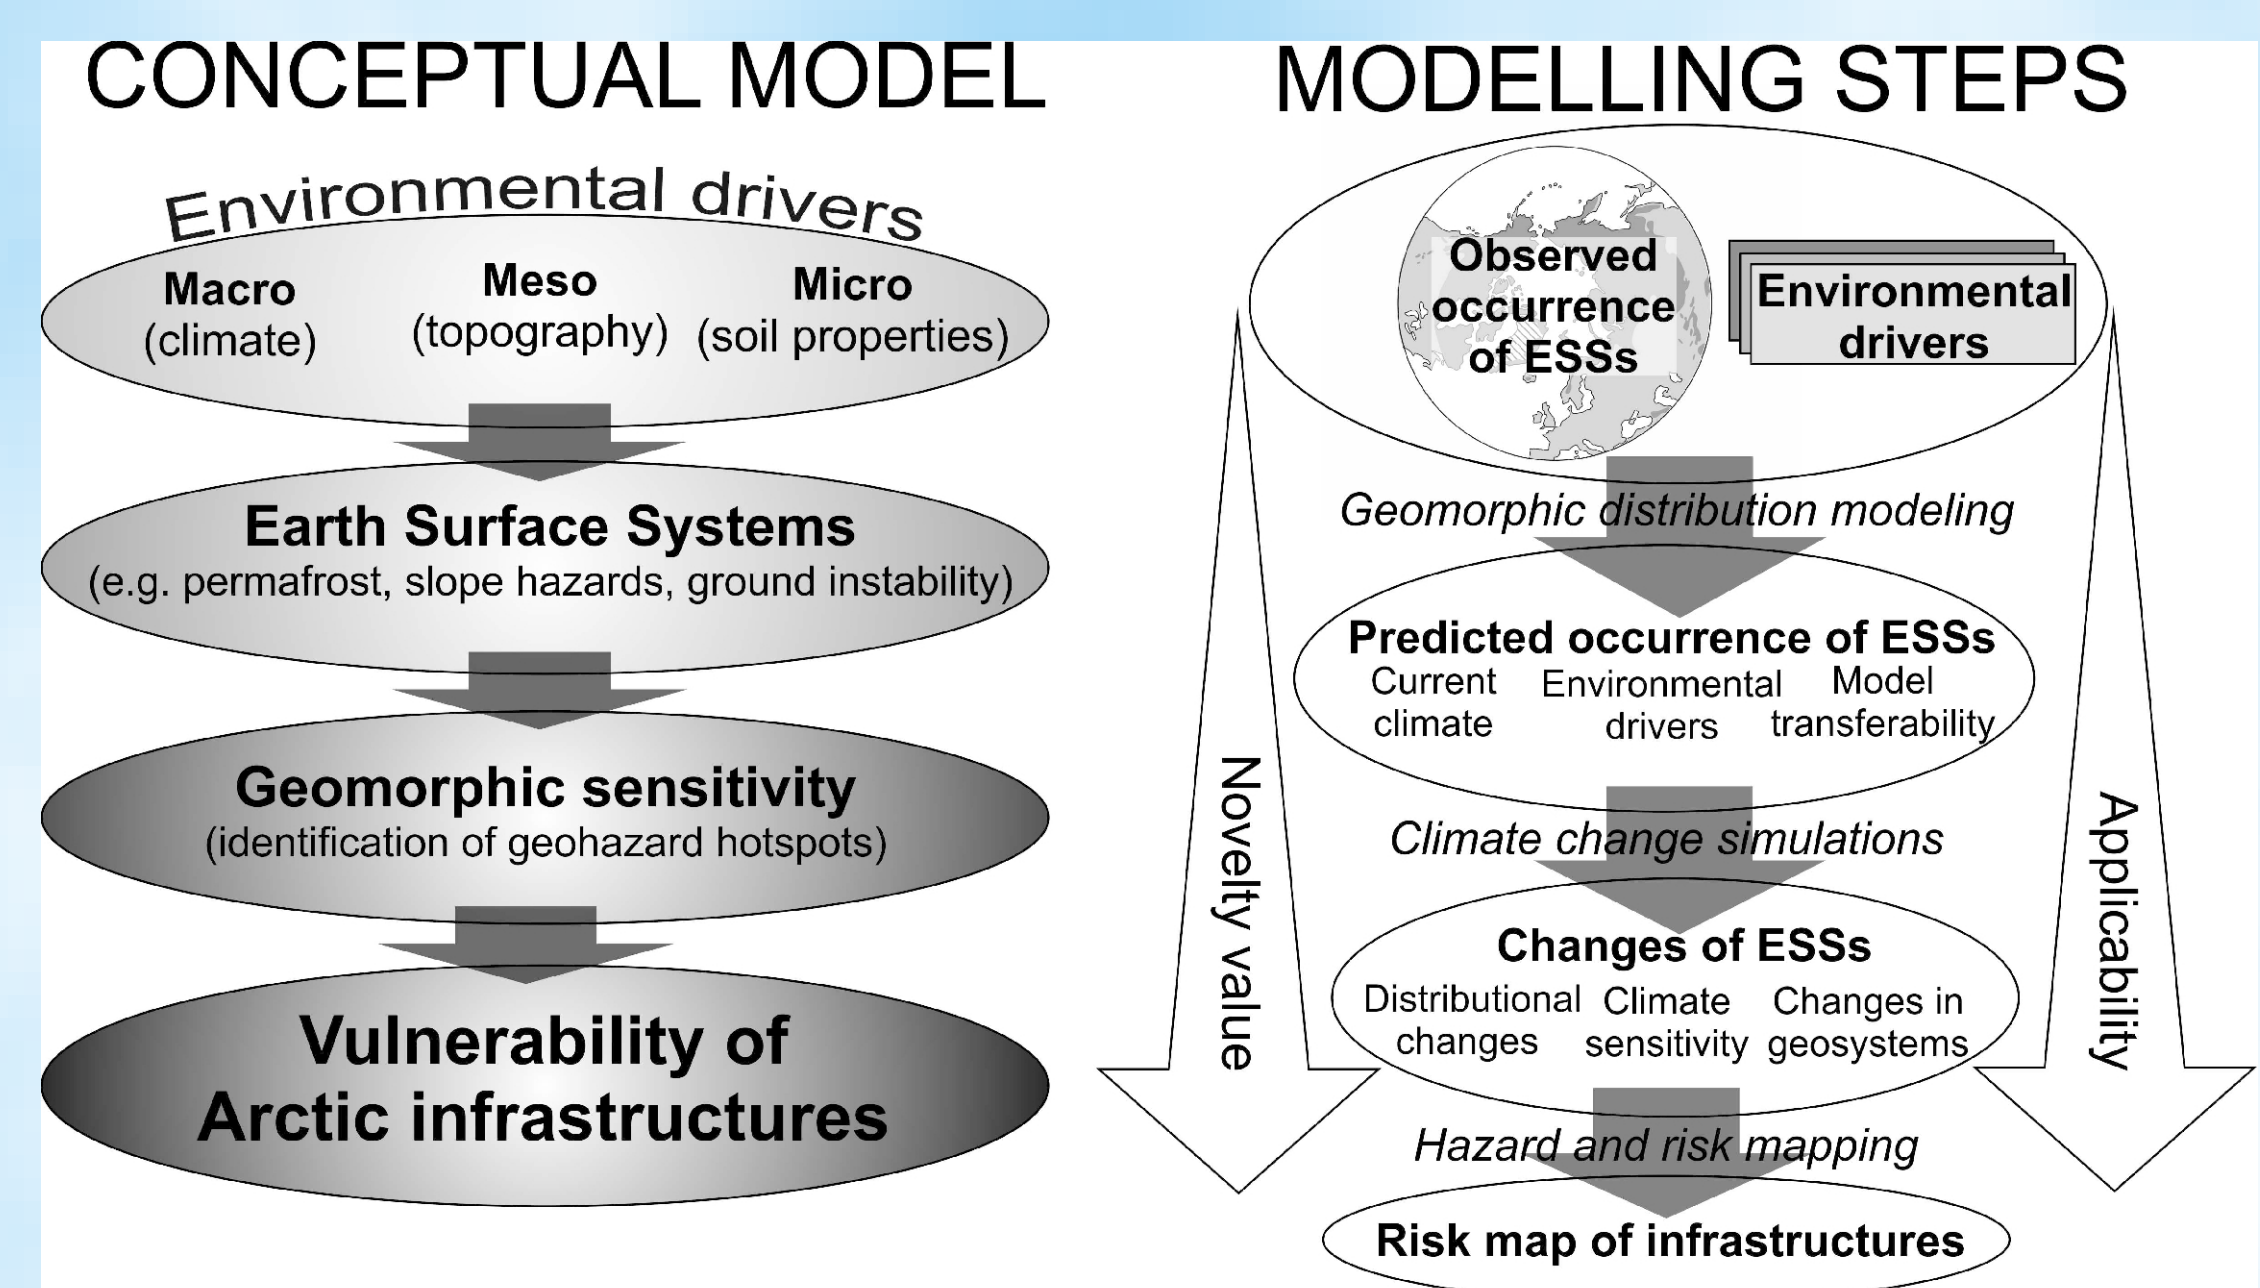 CONCEPTUAL MODEL
Environmental drivers
Macro
(climate)
Meso
(topography)
Micro
(soil properties)
Earth Surface Systems
(e.g. permafrost, slope hazards, ground instability)
Geomorphic sensitivity
(identification of geohazard hotspots)
Vulnerability of
Arctic infrastructures
MODELLING STEPS
Observed
occurrence
of ESSs
Environmental
drivers
Geomorphic distribution modeling
Predicted occurrence of ESSs
Current
climate
Environmental
drivers
Model
transferability
Climate change simulations
Changes of ESSs
Distributional
changes
Climate
sensitivity
Changes in
geosystems
Hazard and risk mapping
Risk map of infrastructures
Novelty value
Applicability